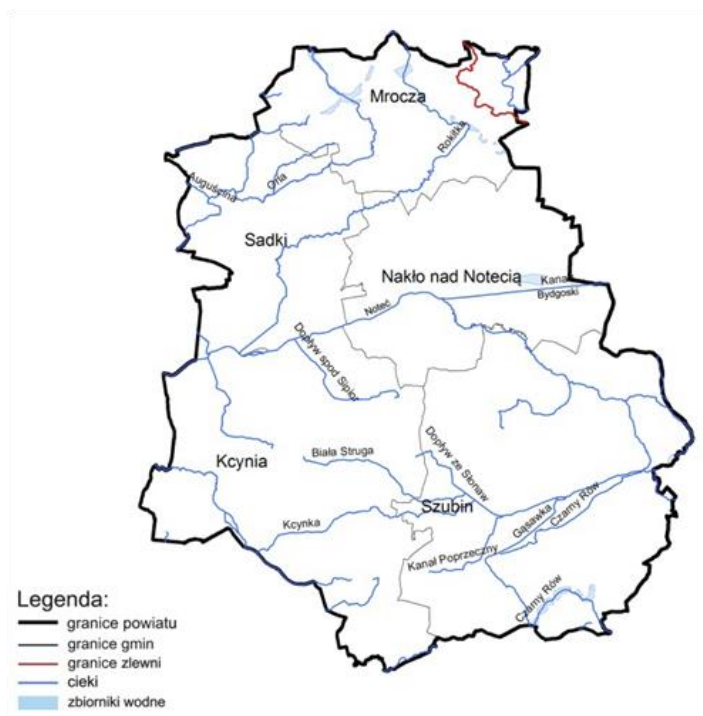 Mrocza
Rokitka
Auguścina
Orla
Sadki
Nakło nad Notecią
Kanał
Bydgoski
Noteć
Dopływ spod Sipior
Dopływ ze Słonaw
Biała Struga
Kcynia
Szubin
Kcynka
Gąsawka
Czarny Rów
Kanał Poprzeczny
Czarny Rów
Legenda:
granice powiatu
granice gmin
granice zlewni
cieki
zbiorniki wodne